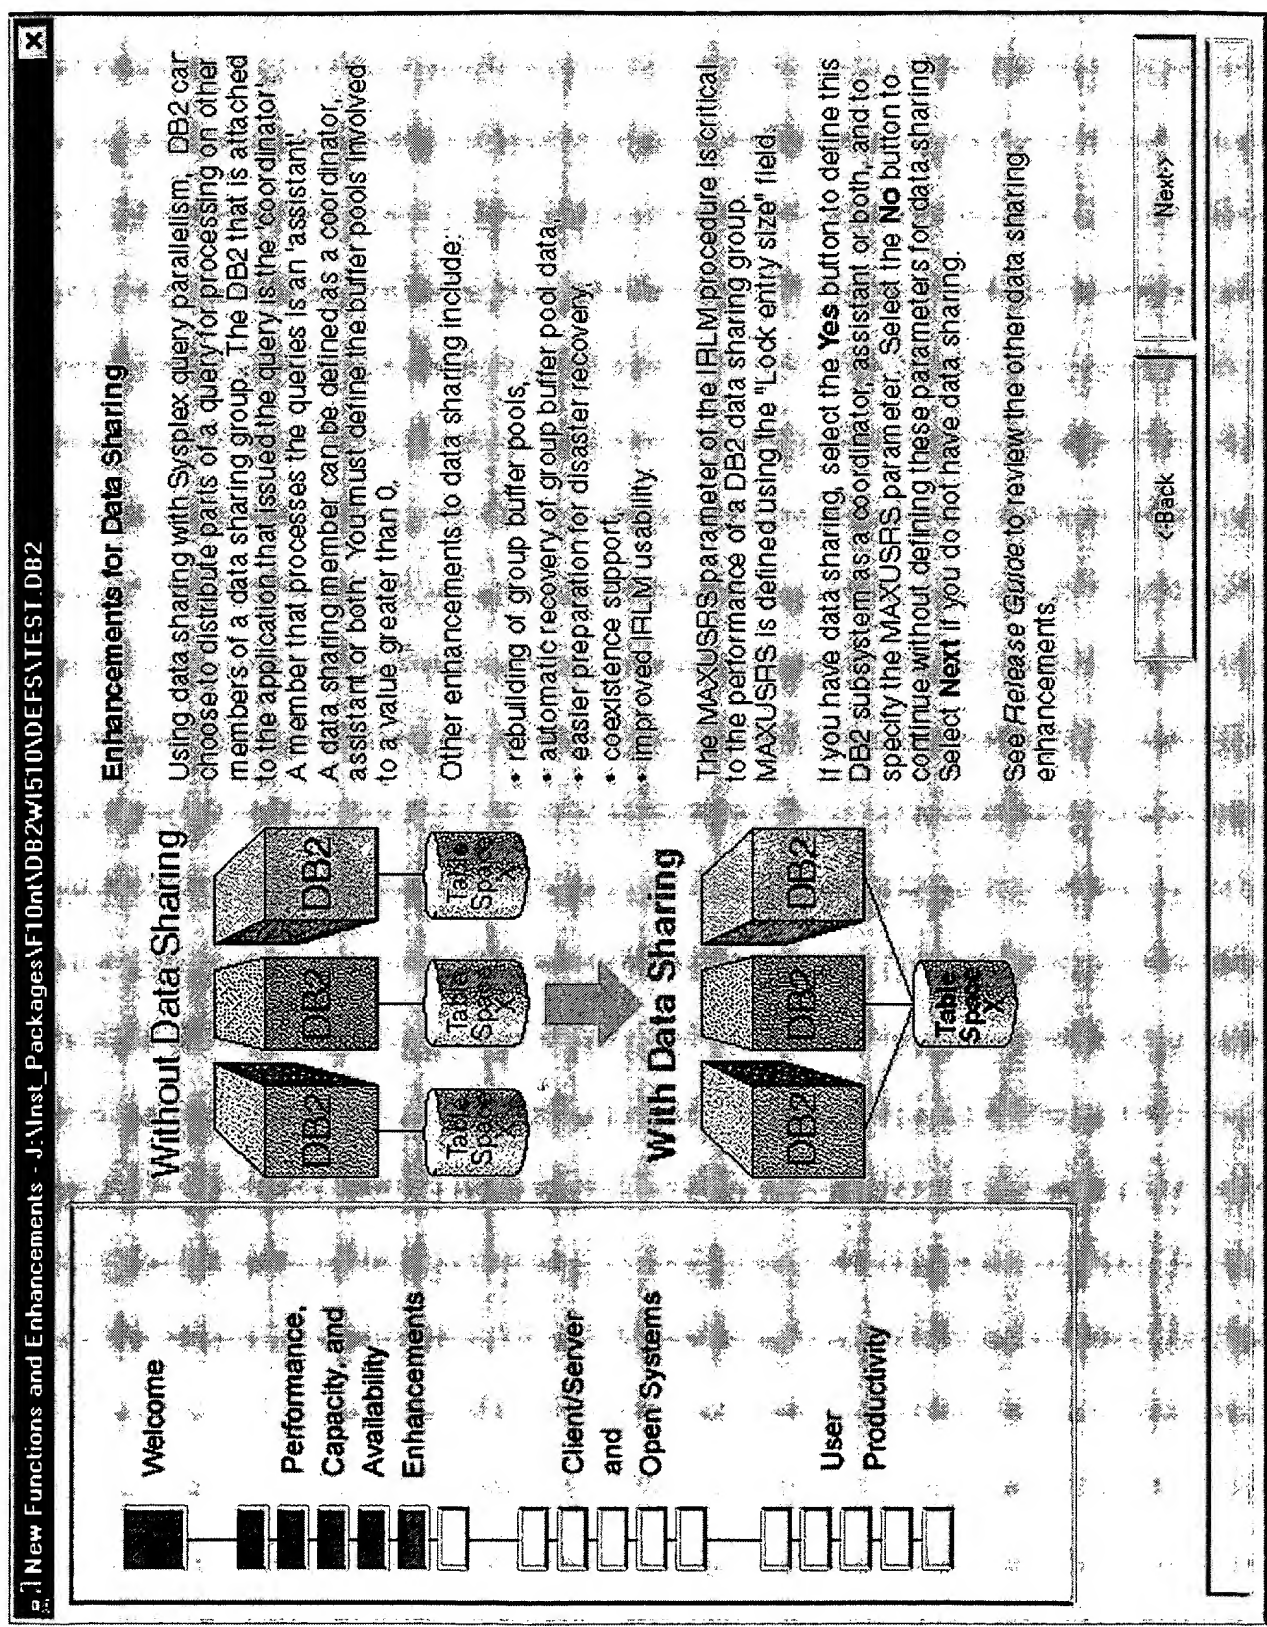 New Functions and Enhancements - J:\Inst_Packages\F10nt\DB2WI510\DEFS\TEST.DB2
Welcome
Performance,
Capacity, and
Availability
Enhancements
Client/Server
and
Open Systems
User
Productivity
Without Data Sharing
DB2
DB2
DB2
Table
Space
X
Table
Space
X
Table
Space
X
With Data Sharing
DB2
DB2
DB2
Table
Space
X
Enhancements for Data Sharing
Using data sharing with Sysplex query parallelism, DB2 can
choose to distribute parts of a query for processing on other
members of a data sharing group. The DB2 that is attached
to the application that issued the query is the 'coordinator'.
A member that processes the queries is an 'assistant'.
A data sharing member can be defined as a coordinator,
assistant or both. You must define the buffer pools involved
to a value greater than 0.
Other enhancements to data sharing include:
• rebuilding of group buffer pools,
• automatic recovery of group buffer pool data,
• easier preparation for disaster recovery,
• coexistence support,
• improved IRLM usability.
The MAXUSRS parameter of the IRLM procedure is critical
to the performance of a DB2 data sharing group.
MAXUSRS is defined using the "Lock entry size" field.
If you have data sharing, select the Yes button to define this
DB2 subsystem as a coordinator, assistant or both, and to
specify the MAXUSRS parameter. Select the No button to
continue without defining these parameters for data sharing.
Select Next if you do not have data sharing.
See Release Guide to review the other data sharing
enhancements.
<Back
Next>